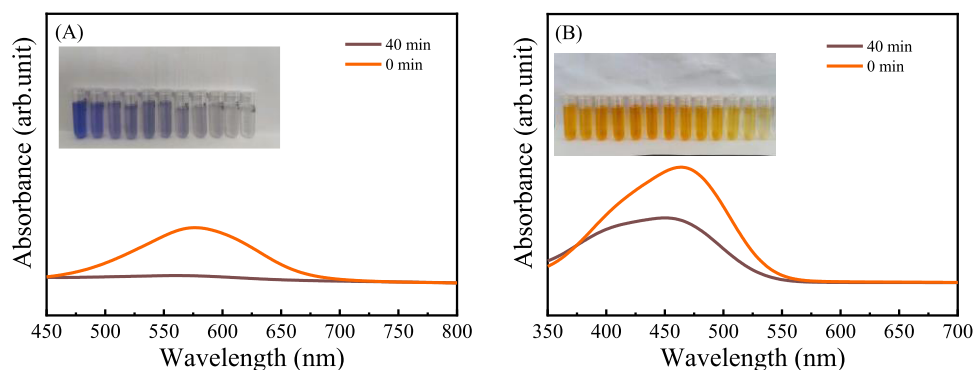 (A)
40 min
0 min
Absorbance (arb.unit)
450 500 550 600 650 700 750 800
Wavelength (nm)
(B)
40 min
0 min
Absorbance (arb.unit)
350 400 450 500 550 600 650 700
Wavelength (nm)